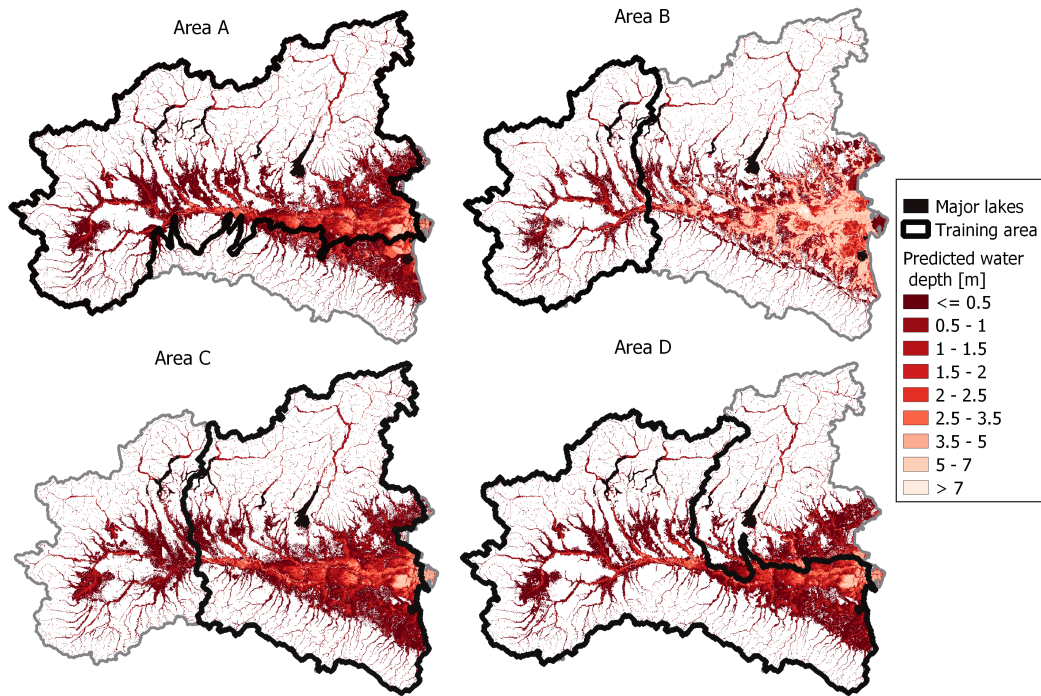 Area A
Area B
Area C
Area D
Major lakes
Training area
Predicted water
depth [m]
<= 0.5
0.5 - 1
1 - 1.5
1.5 - 2
2 - 2.5
2.5 - 3.5
3.5 - 5
5 - 7
> 7